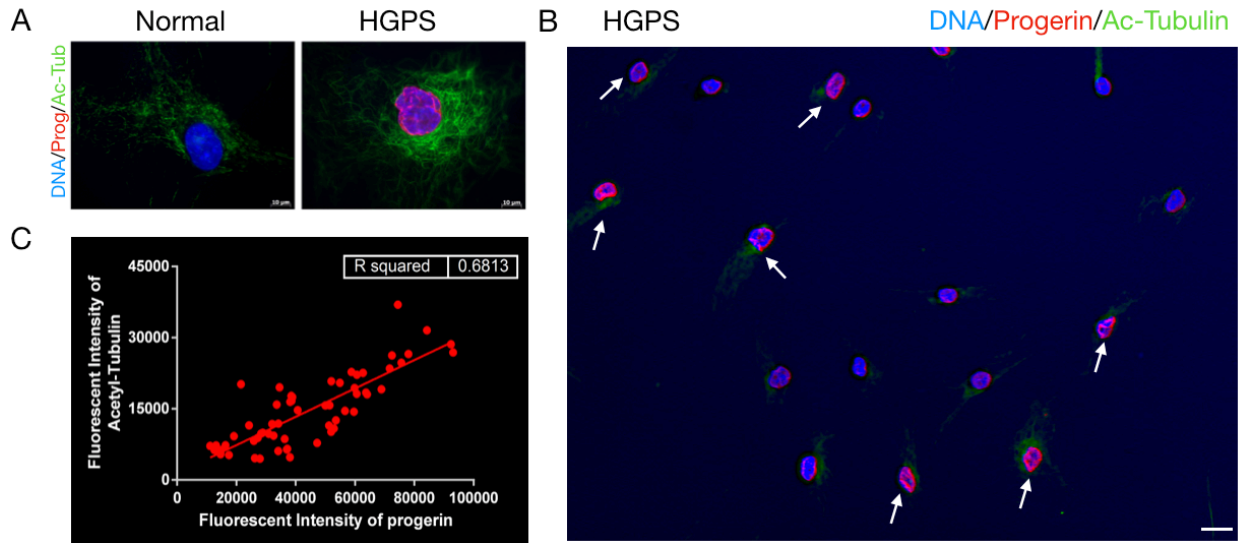 A
Normal
HGPS
DNA/Prog/Ac-Tub
10 μm
10 μm
B
HGPS
DNA/Progerin/Ac-Tubulin
C
R squared 0.6813
Fluorescent Intensity of
Acetyl-Tubulin
45000
30000
15000
0
0 20000 40000 60000 80000 100000
Fluorescent Intensity of progerin